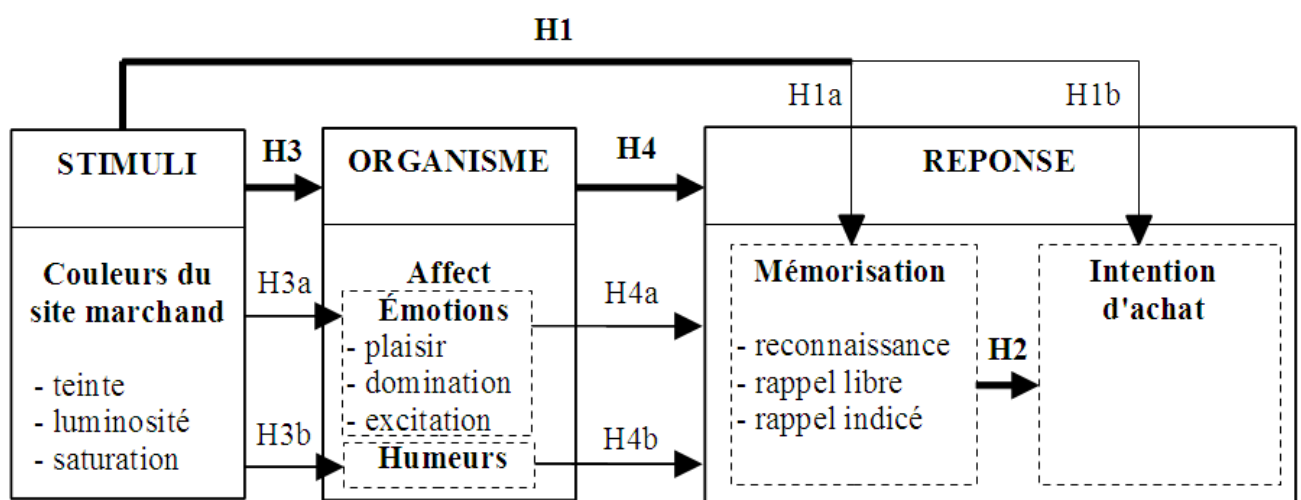 H1
H1a
H1b
STIMULI
H3
ORGANISME
H4
REPONSE
Couleurs du
site marchand
- teinte
- luminosité
- saturation
H3a
H3b
Affect
Émotions
- plaisir
- domination
- excitation
Humeurs
H4a
H4b
Mémorisation
- reconnaissance
- rappel libre
- rappel indicé
H2
Intention
d'achat